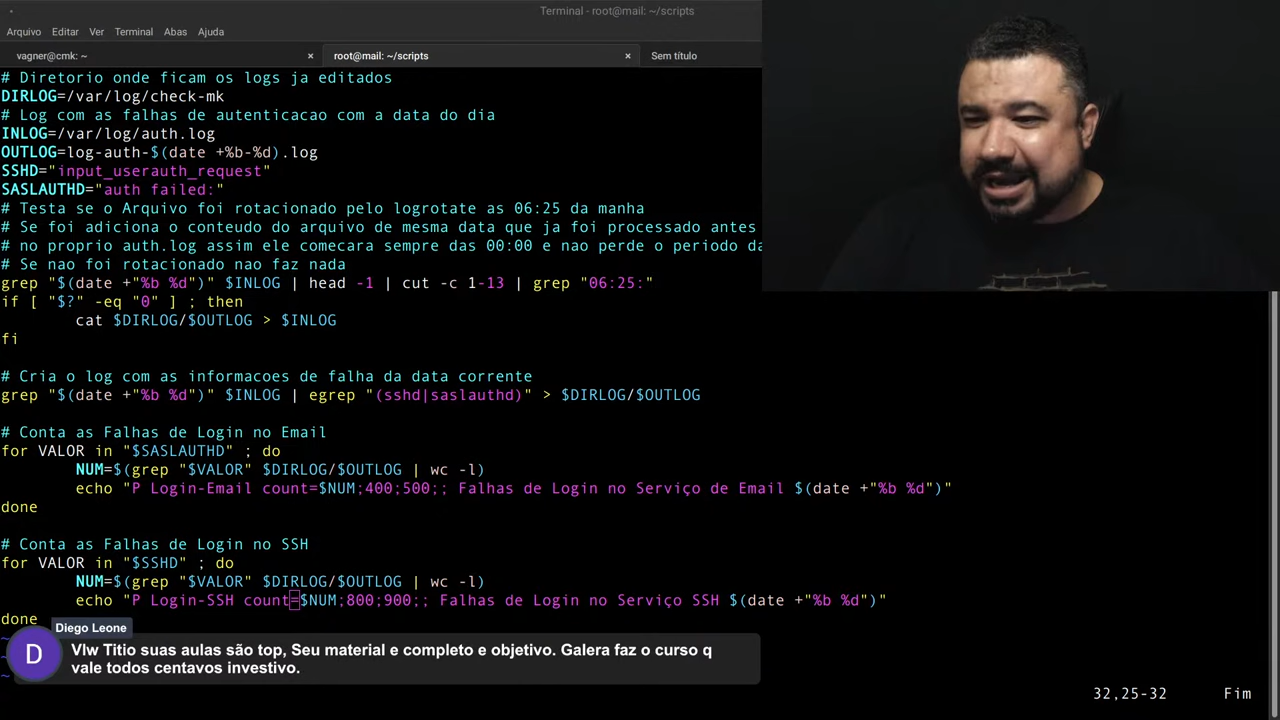 Terminal - root@mail: ~/scripts
Arquivo Editar Ver Terminal Abas Ajuda
vagner@cmk: ~ × root@mail: ~/scripts × Sem título
# Diretorio onde ficam os logs ja editados
DIRLOG=/var/log/check-mk
# Log com as falhas de autenticacao com a data do dia
INLOG=/var/log/auth.log
OUTLOG=log-auth-$(date +%b-%d).log
SSHD="input_userauth_request"
SASLAUTHD="auth failed:"
# Testa se o Arquivo foi rotacionado pelo logrotate as 06:25 da manha
# Se foi adiciona o conteudo do arquivo de mesma data que ja foi processado antes
# no proprio auth.log assim ele comecara sempre das 00:00 e nao perde o periodo da
# Se nao foi rotacionado nao faz nada
grep "$(date +"%b %d")" $INLOG | head -1 | cut -c 1-13 | grep "06:25:"
if [ "$?" -eq "0" ] ; then
        cat $DIRLOG/$OUTLOG > $INLOG
fi
# Cria o log com as informacoes de falha da data corrente
grep "$(date +"%b %d")" $INLOG | egrep "(sshd|saslauthd)" > $DIRLOG/$OUTLOG
# Conta as Falhas de Login no Email
for VALOR in "$SASLAUTHD" ; do
        NUM=$(grep "$VALOR" $DIRLOG/$OUTLOG | wc -l)
        echo "P Login-Email count=$NUM;400;500;; Falhas de Login no Serviço de Email $(date +"%b %d")"
done
# Conta as Falhas de Login no SSH
for VALOR in "$SSHD" ; do
        NUM=$(grep "$VALOR" $DIRLOG/$OUTLOG | wc -l)
        echo "P Login-SSH count=$NUM;800;900;; Falhas de Login no Serviço SSH $(date +"%b %d")"
done
~
~
~
Diego Leone
D
Vlw Titio suas aulas são top, Seu material e completo e objetivo. Galera faz o curso q
vale todos centavos investivo.
32,25-32 Fim